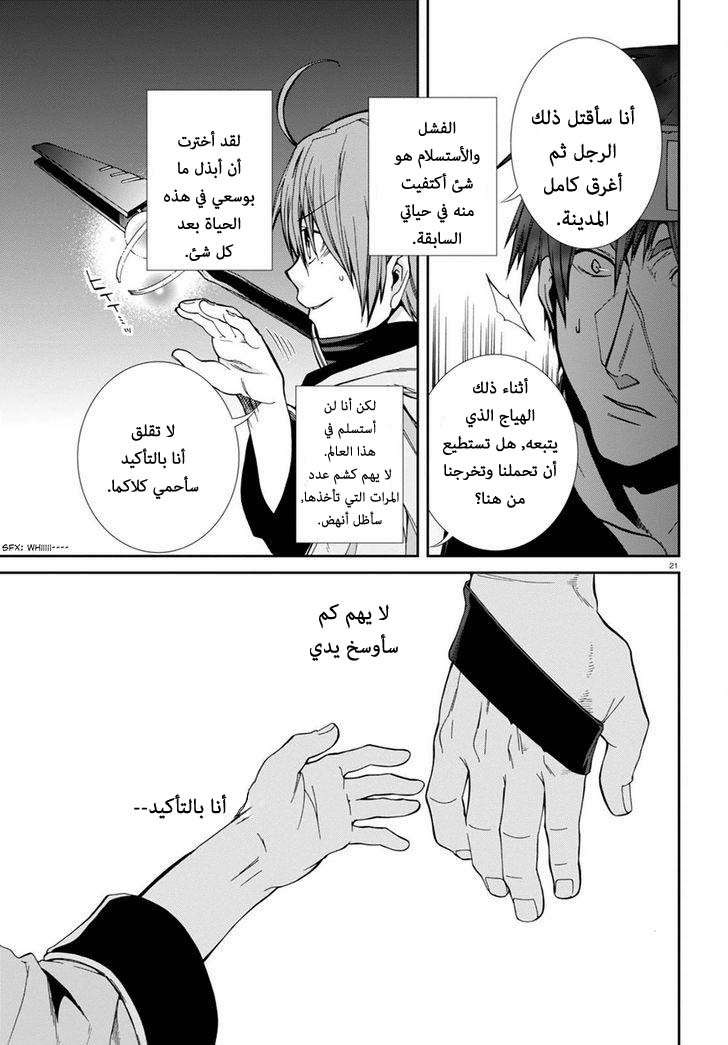 أنا سأقتل ذلك
الرجل ثم
أغرق كامل
المدينة.
أثناء ذلك
الهياج الذي
يتبعه, هل تستطيع
أن تحملنا وتخرجنا
من هنا؟
الفشل
والأستسلام هو
شئ أكتفيت
منه في حياتي
السابقة.
لقد أخترت
أن أبذل ما
بوسعي في هذه
الحياة بعد
كل شئ.
لكن أنا لن
أستسلم في
هذا العالم.
لا يهم كشم عدد
المرات التي تأخذها,
سأظل أنهض.
لا تقلق
أنا بالتأكيد
سأحمي كلاكما.
SFX: WHIIIII----
21
لا يهم كم
سأوسخ يدي
أنا بالتأكيد--